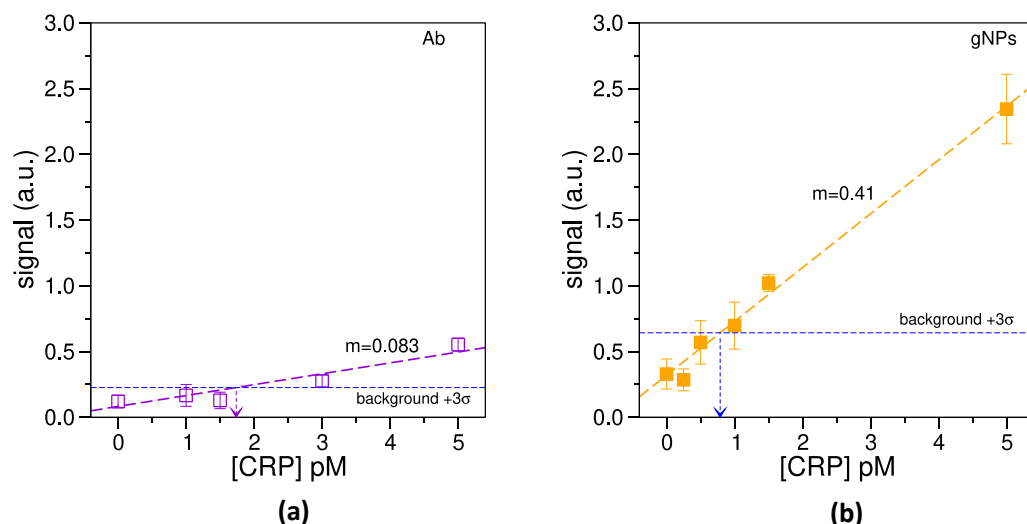 3.0
2.5
2.0
1.5
1.0
0.5
0.0
signal (a.u.)
Ab
m=0.083
background +3σ
0 1 2 3 4 5
[CRP] pM
(a)
3.0
2.5
2.0
1.5
1.0
0.5
0.0
signal (a.u.)
gNPs
m=0.41
background +3σ
0 1 2 3 4 5
[CRP] pM
(b)